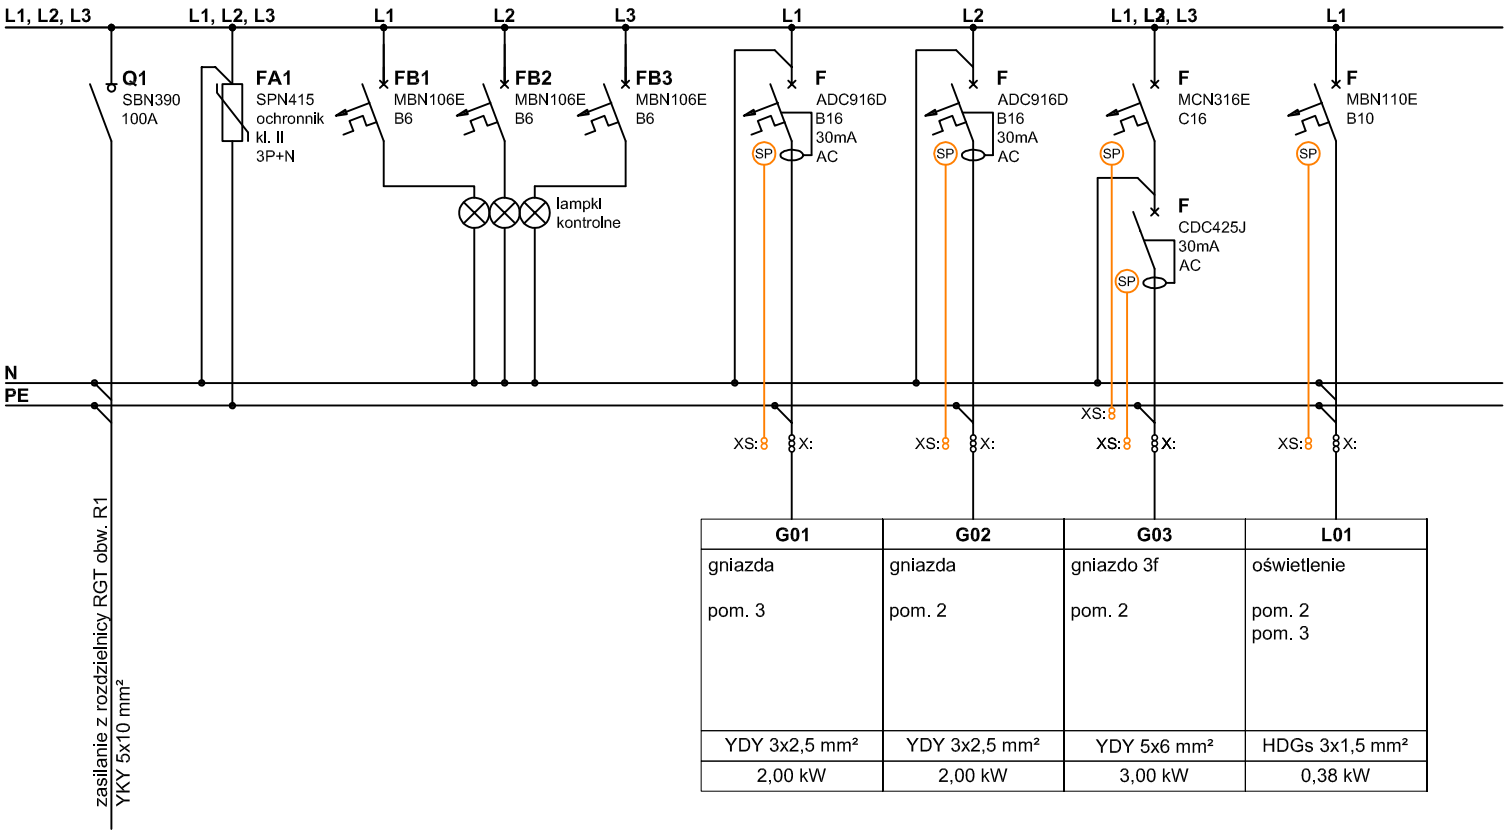 L1, L2, L3
L1, L2, L3
L1
L2
L3
L1
L2
L1, L2, L3
L1
Q1
SBN390
100A
FA1
SPN415
ochronnik
kl. II
3P+N
FB1
MBN106E
B6
FB2
MBN106E
B6
FB3
MBN106E
B6
lampki
kontrolne
F
ADC916D
B16
30mA
AC
SP
F
ADC916D
B16
30mA
AC
SP
F
MCN316E
C16
SP
F
CDC425J
30mA
AC
SP
F
MBN110E
B10
SP
N
PE
XS:
X:
XS:
X:
XS:
XS:
X:
XS:
X:
zasilanie z rozdzielnicy RGT obw. R1
YKY 5x10 mm²
G01
gniazda
pom. 3
YDY 3x2,5 mm²
2,00 kW
G02
gniazda
pom. 2
YDY 3x2,5 mm²
2,00 kW
G03
gniazdo 3f
pom. 2
YDY 5x6 mm²
3,00 kW
L01
oświetlenie
pom. 2
pom. 3
HDGs 3x1,5 mm²
0,38 kW